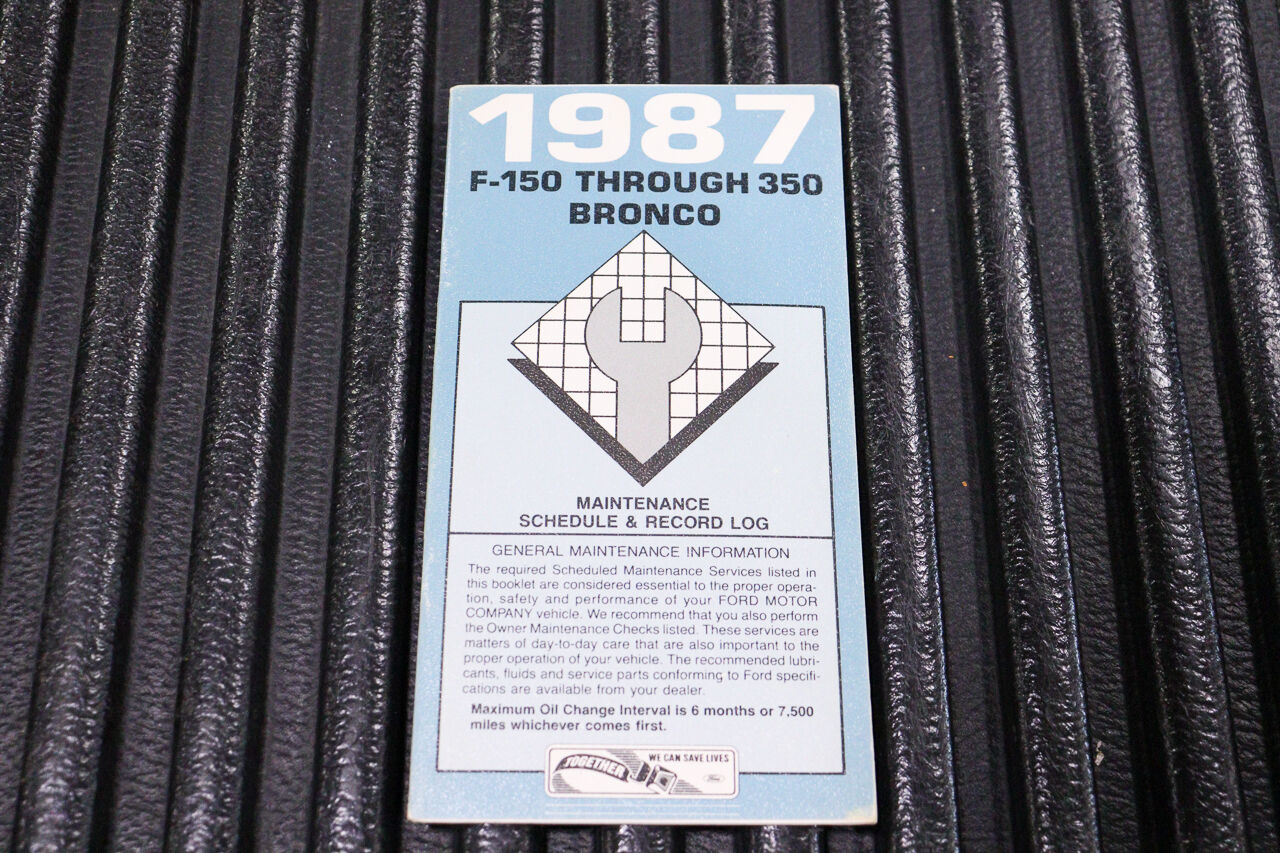 1987
F-150 THROUGH 350
BRONCO
MAINTENANCE
SCHEDULE & RECORD LOG
GENERAL MAINTENANCE INFORMATION
The required Scheduled Maintenance Services listed in
this booklet are considered essential to the proper opera-
tion, safety and performance of your FORD MOTOR
COMPANY vehicle. We recommend that you also perform
the Owner Maintenance Checks listed. These services are
matters of day-to-day care that are also important to the
proper operation of your vehicle. The recommended lubri-
cants, fluids and service parts conforming to Ford specifi-
cations are available from your dealer.
Maximum Oil Change Interval is 6 months or 7,500
miles whichever comes first.
TOGETHER WE CAN SAVE LIVES
Ford